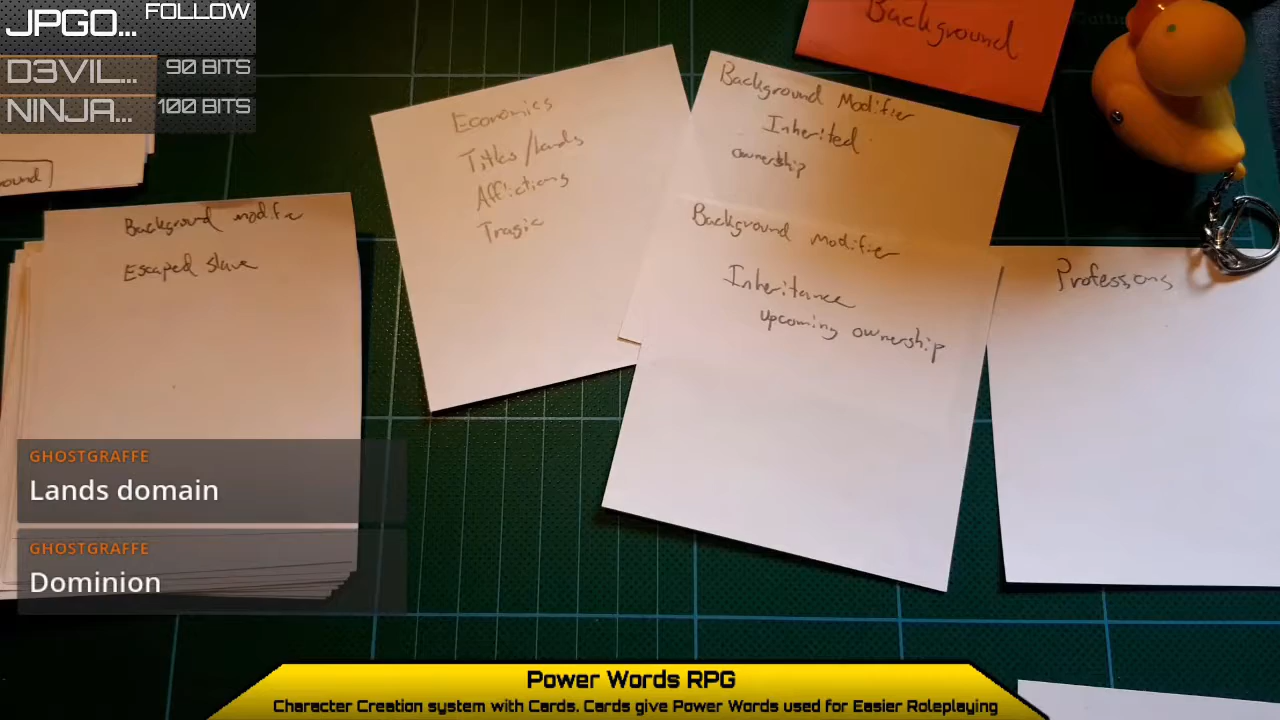 JPGO...
FOLLOW
D3VIL...
90 BITS
NINJA...
100 BITS
ound
Background modifie
Escaped slave
Economics
Titles/Lands
Afflictions
Tragic
Background Modifier
Inherited
ownership
Background Modifier
Inheritance
upcoming ownership
Background
Professions
GHOSTGRAFFE
Lands domain
GHOSTGRAFFE
Dominion
Power Words RPG
Character Creation system with Cards. Cards give Power Words used for Easier Roleplaying